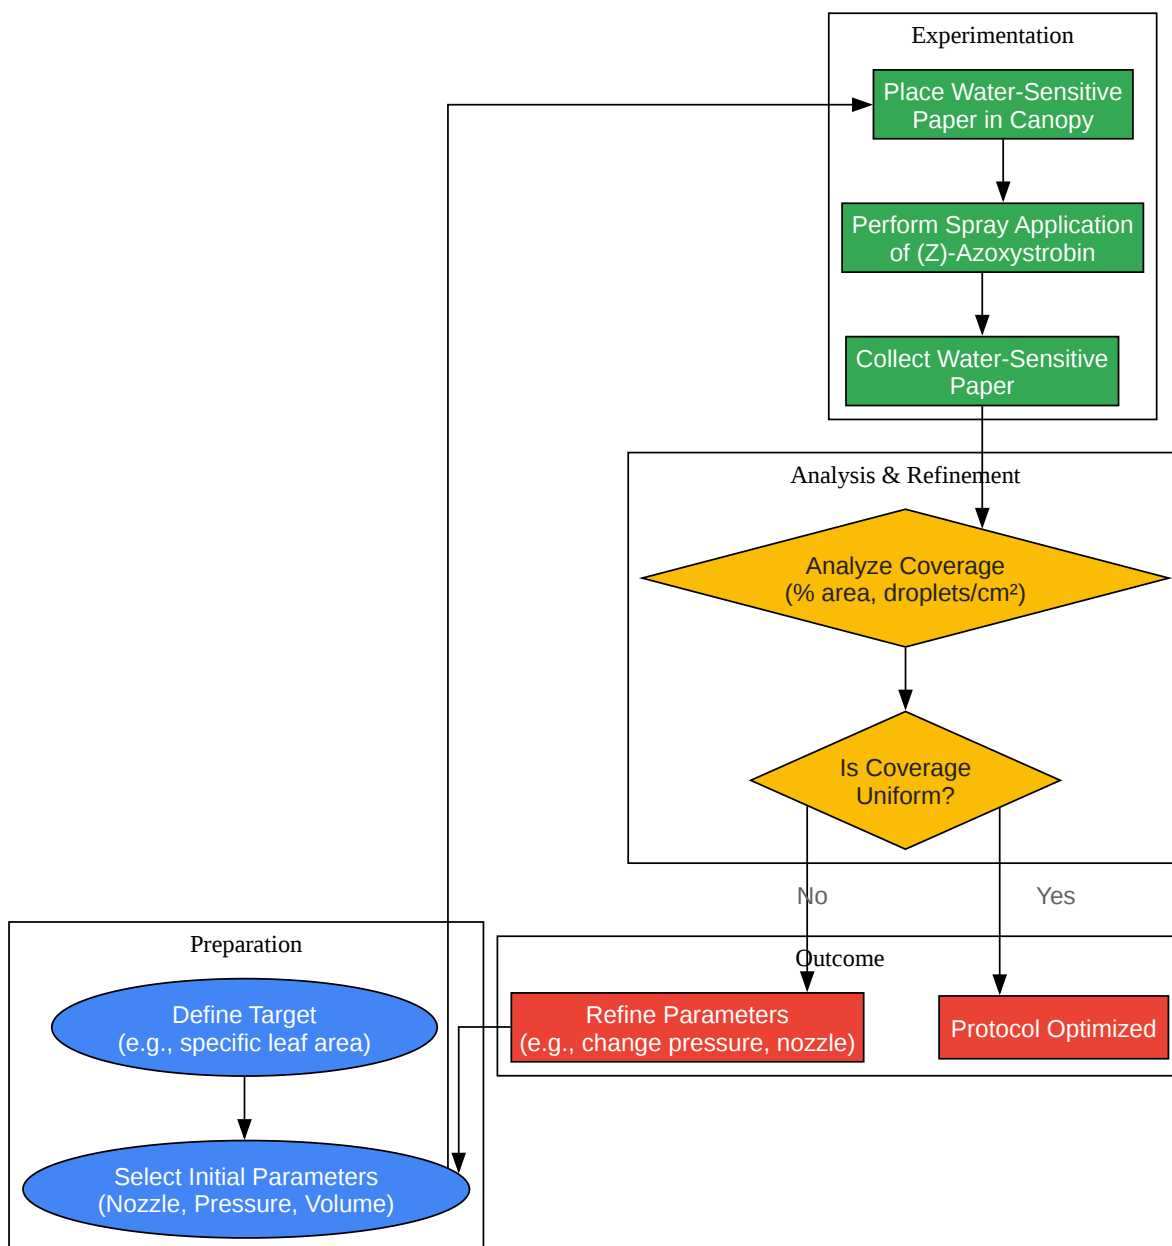 Experimentation
Place Water-Sensitive
Paper in Canopy
Perform Spray Application
of (Z)-Azoxystrobin
Collect Water-Sensitive
Paper
Analysis & Refinement
Analyze Coverage
(% area, droplets/cm²)
Is Coverage
Uniform?
No
Yes
Preparation
Define Target
(e.g., specific leaf area)
Select Initial Parameters
(Nozzle, Pressure, Volume)
Outcome
Refine Parameters
(e.g., change pressure, nozzle)
Protocol Optimized